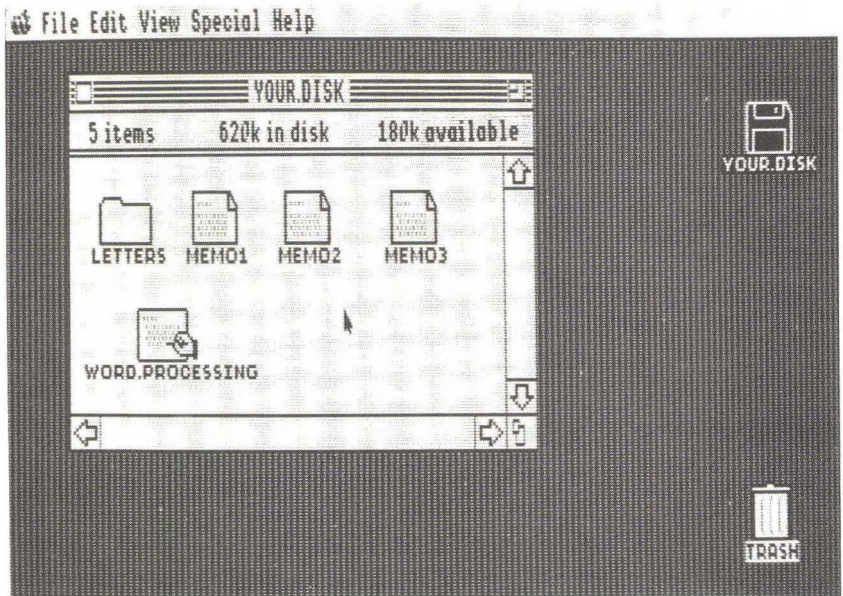 File Edit View Special Help
YOUR.DISK
5 items 620k in disk 180k available
YOUR.DISK
LETTERS MEMO1 MEMO2 MEMO3
WORD.PROCESSING
TRASH